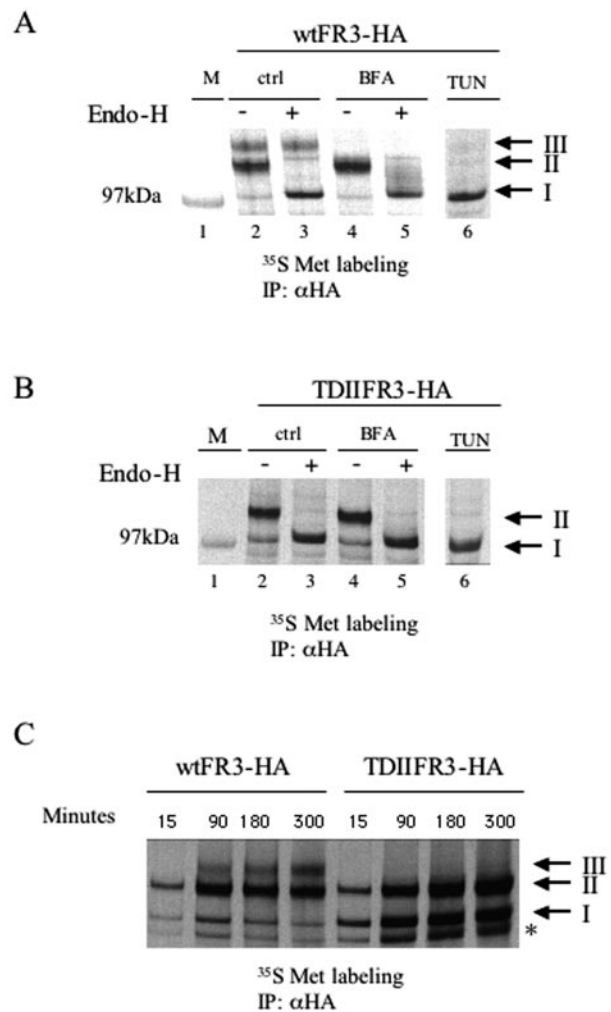 A
wtFR3-HA
M ctrl BFA TUN
Endo-H - + - +
III
II
I
97kDa
1 2 3 4 5 6
³⁵S Met labeling
IP: αHA
B
TDIIFR3-HA
M ctrl BFA TUN
Endo-H - + - +
II
I
97kDa
1 2 3 4 5 6
³⁵S Met labeling
IP: αHA
C
wtFR3-HA TDIIFR3-HA
Minutes 15 90 180 300 15 90 180 300
III
II
I
*
³⁵S Met labeling
IP: αHA